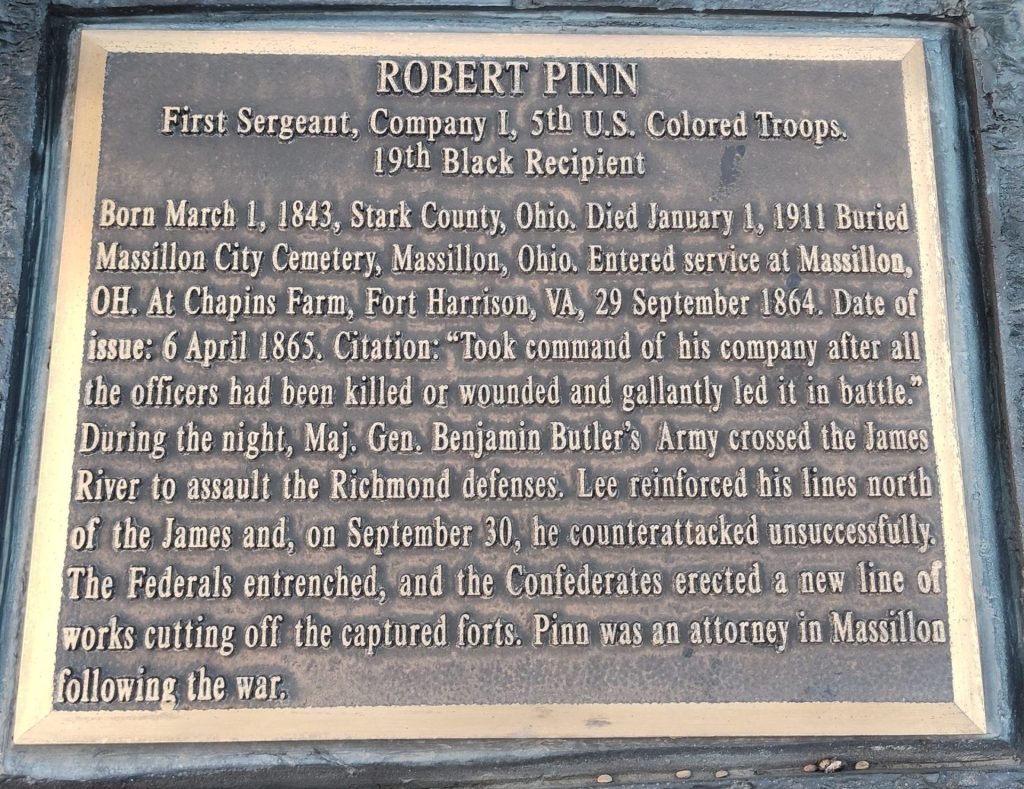 ROBERT PINN
First Sergeant, Company I, 5th U.S. Colored Troops.
19th Black Recipient
Born March 1, 1843, Stark County, Ohio. Died January 1, 1911 Buried
Massillon City Cemetery, Massillon, Ohio. Entered service at Massillon,
OH. At Chapins Farm, Fort Harrison, VA, 29 September 1864. Date of
issue: 6 April 1865. Citation: “Took command of his company after all
the officers had been killed or wounded and gallantly led it in battle.”
During the night, Maj. Gen. Benjamin Butler’s Army crossed the James
River to assault the Richmond defenses. Lee reinforced his lines north
of the James and, on September 30, he counterattacked unsuccessfully.
The Federals entrenched, and the Confederates erected a new line of
works cutting off the captured forts. Pinn was an attorney in Massillon
following the war.